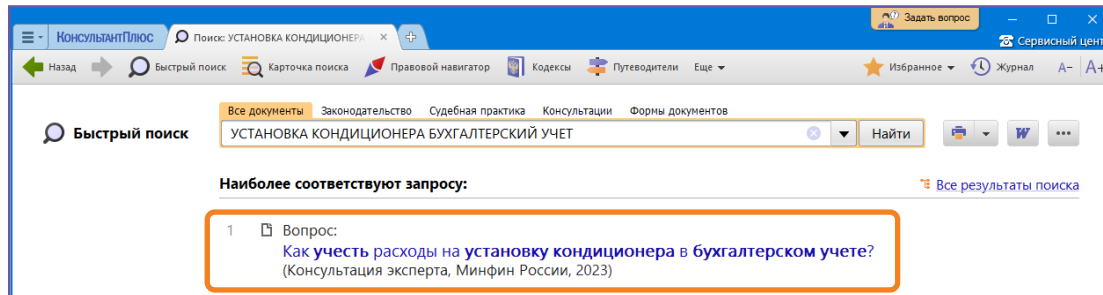 Задать вопрос
КонсультантПлюс Поиск: УСТАНОВКА КОНДИЦИОНЕРА
Сервисный цент
Назад Быстрый поиск Карточка поиска Правовой навигатор Кодексы Путеводители Еще Избранное Журнал A- A+
Все документы Законодательство Судебная практика Консультации Формы документов
Быстрый поиск УСТАНОВКА КОНДИЦИОНЕРА БУХГАЛТЕРСКИЙ УЧЕТ Найти W
Наиболее соответствуют запросу: Все результаты поиска
1 Вопрос:
Как учесть расходы на установку кондиционера в бухгалтерском учете?
(Консультация эксперта, Минфин России, 2023)